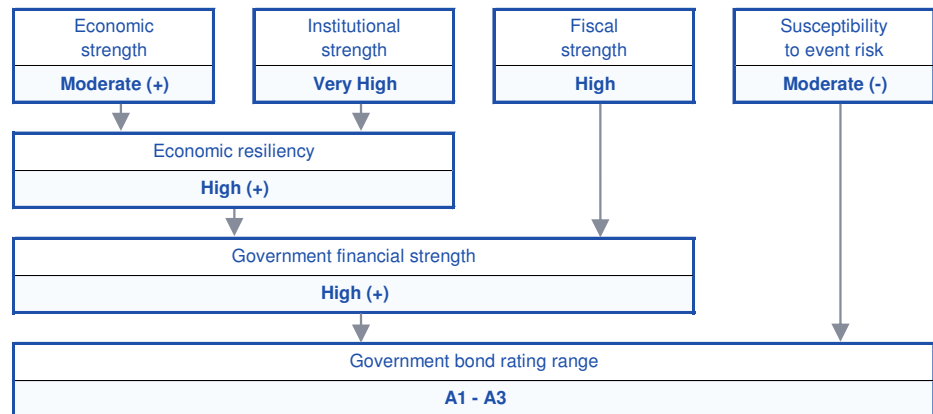 Economic
strength
Moderate (+)
Institutional
strength
Very High
Fiscal
strength
High
Susceptibility
to event risk
Moderate (-)
Economic resiliency
High (+)
Government financial strength
High (+)
Government bond rating range
A1 - A3